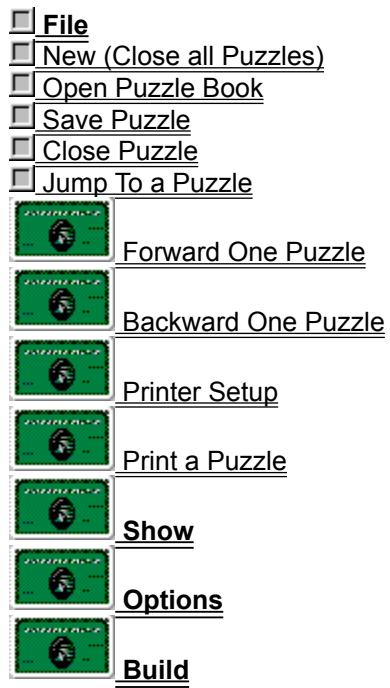 File
New (Close all Puzzles)
Open Puzzle Book
Save Puzzle
Close Puzzle
Jump To a Puzzle
Forward One Puzzle
Backward One Puzzle
Printer Setup
Print a Puzzle
Show
Options
Build